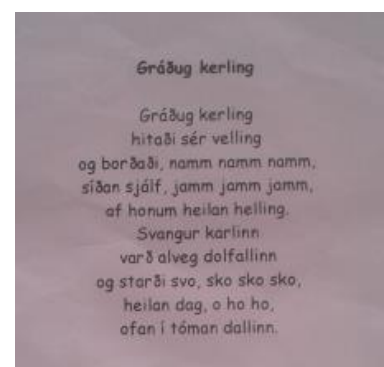 Gráðug kerling
Gráðug kerling
hitaði sér velling
og borðaði, namm namm namm,
síðan sjálf, jamm jamm jamm,
af honum heilan helling.
Svangur karlinn
varð alveg dolfallinn
og starði svo, sko sko sko,
heilan dag, o ho ho,
ofan í tóman dallinn.